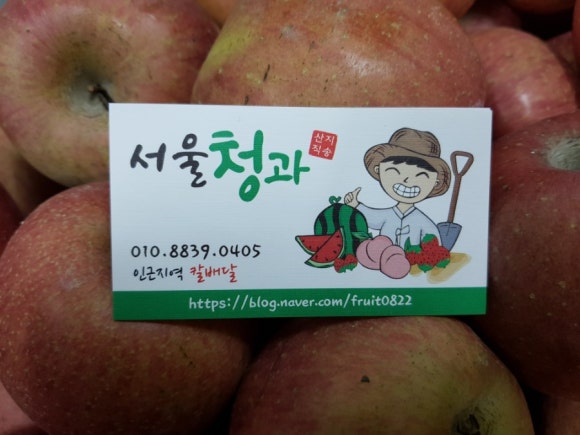 서울청과
산지
직송
010.8839.0405
인근지역 칼배달
https://blog.naver.com/fruit0822